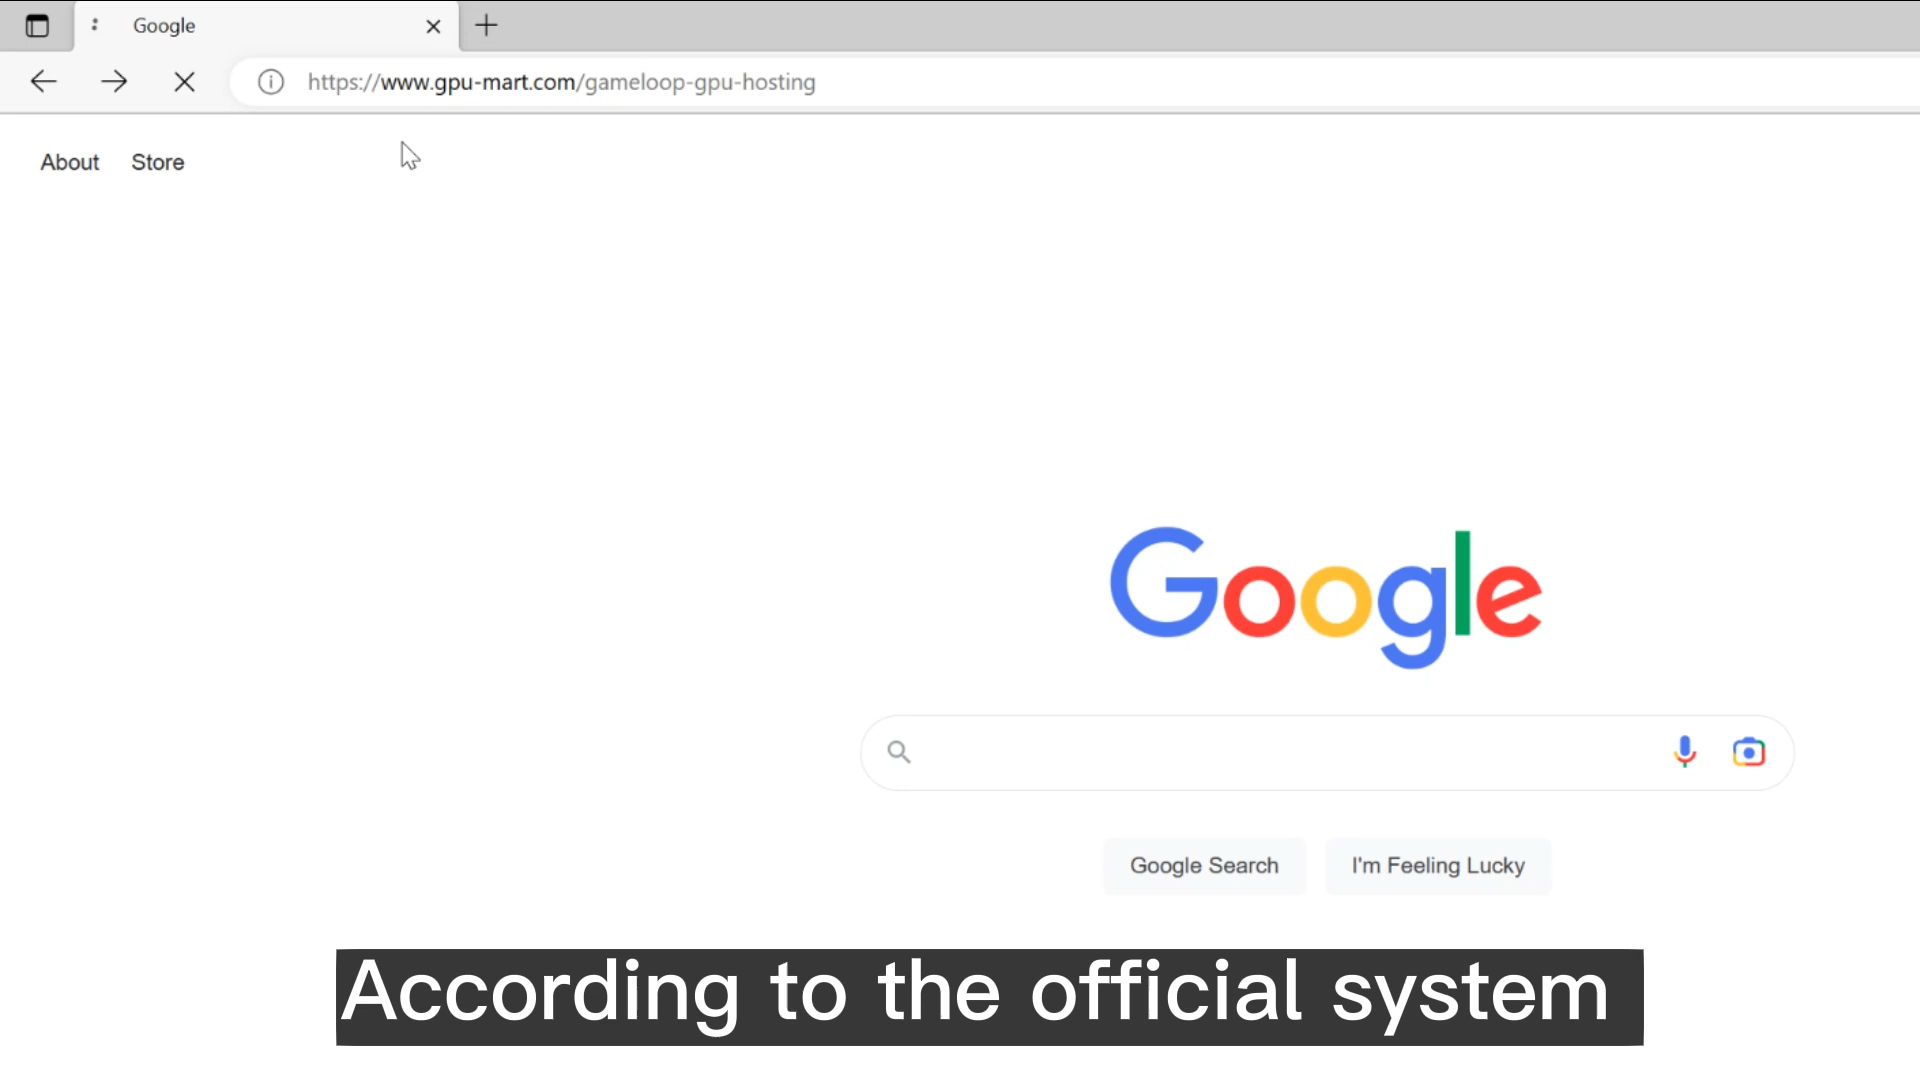 Google
https://www.gpu-mart.com/gameloop-gpu-hosting
About Store
Google
Google Search I'm Feeling Lucky
According to the official system